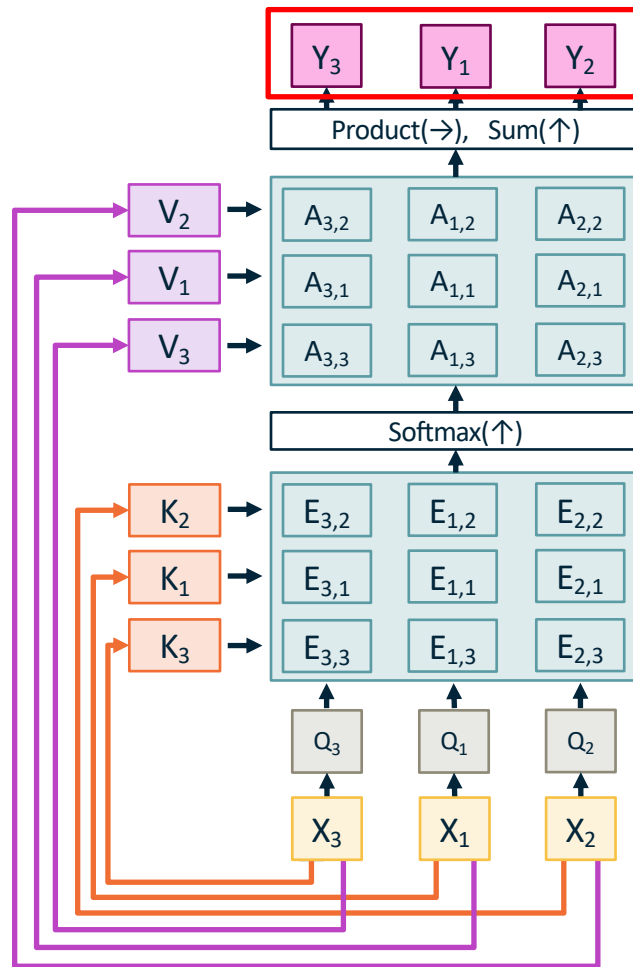 Y₃ Y₁ Y₂
Product(→), Sum(↑)
V₂ A₃,₂ A₁,₂ A₂,₂
V₁ A₃,₁ A₁,₁ A₂,₁
V₃ A₃,₃ A₁,₃ A₂,₃
Softmax(↑)
K₂ E₃,₂ E₁,₂ E₂,₂
K₁ E₃,₁ E₁,₁ E₂,₁
K₃ E₃,₃ E₁,₃ E₂,₃
Q₃ Q₁ Q₂
X₃ X₁ X₂